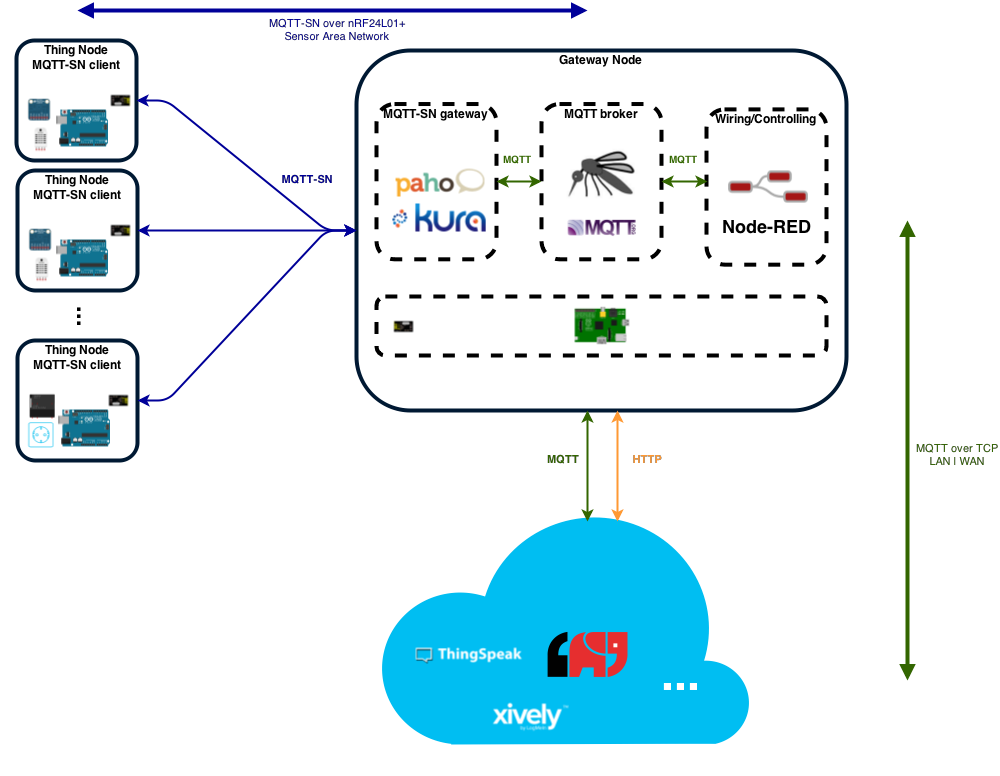 MQTT-SN over nRF24L01+
Sensor Area Network
Thing Node
MQTT-SN client
Thing Node
MQTT-SN client
Thing Node
MQTT-SN client
MQTT-SN
Gateway Node
MQTT-SN gateway
paho
kura
MQTT
MQTT broker
MQTT
MQTT
Wiring/Controlling
Node-RED
MQTT
HTTP
MQTT over TCP
LAN | WAN
ThingSpeak
xively